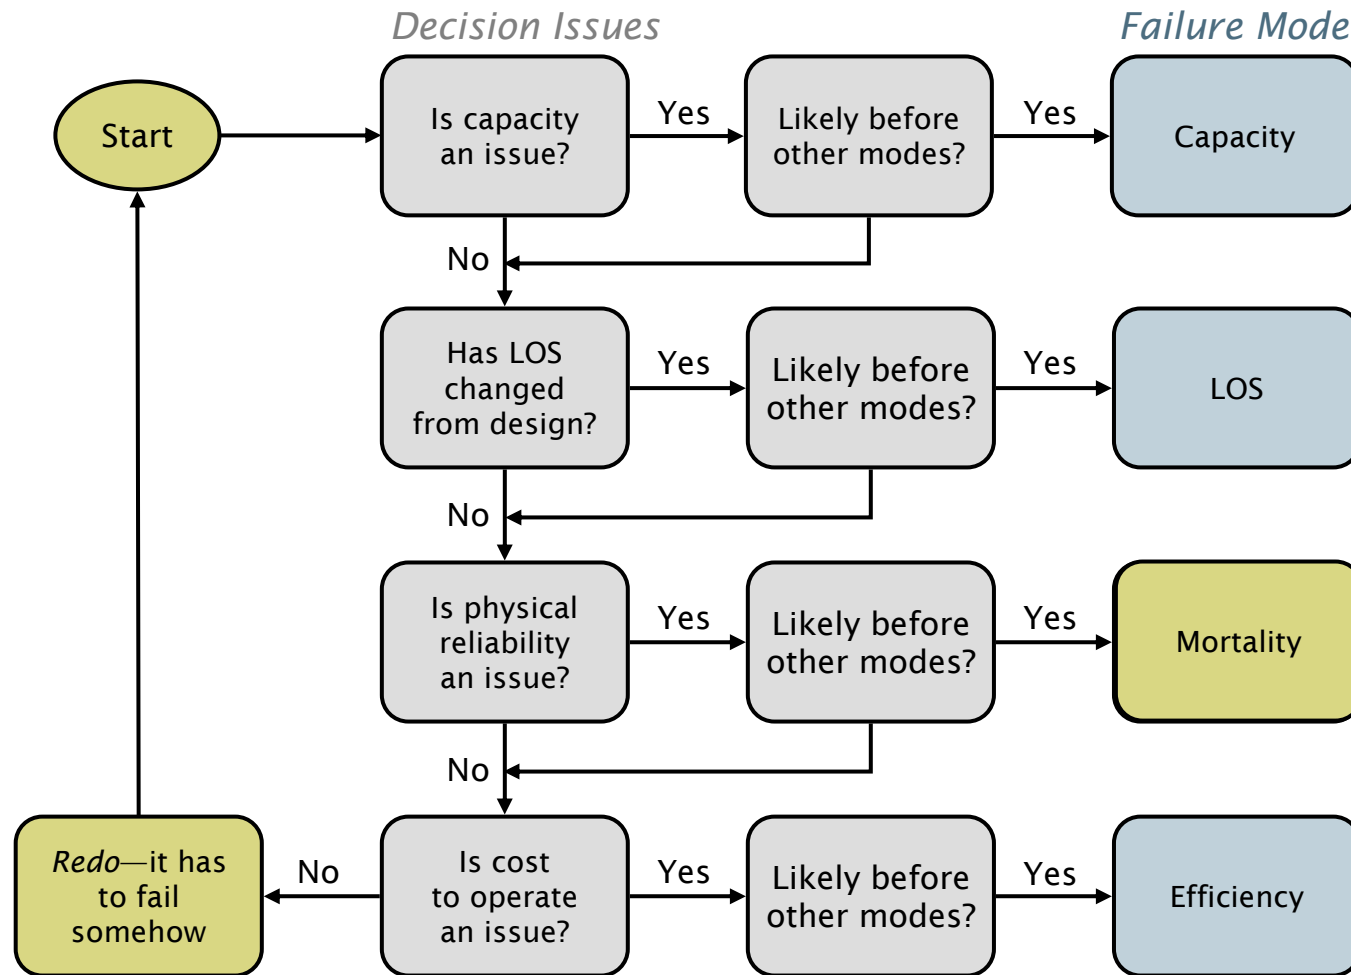 Decision Issues
Failure Mode
Start
Is capacity
an issue?
Yes
Likely before
other modes?
Yes
Capacity
No
Has LOS
changed
from design?
Yes
Likely before
other modes?
Yes
LOS
No
Is physical
reliability
an issue?
Yes
Likely before
other modes?
Yes
Mortality
No
Redo—it has
to fail
somehow
No
Is cost
to operate
an issue?
Yes
Likely before
other modes?
Yes
Efficiency